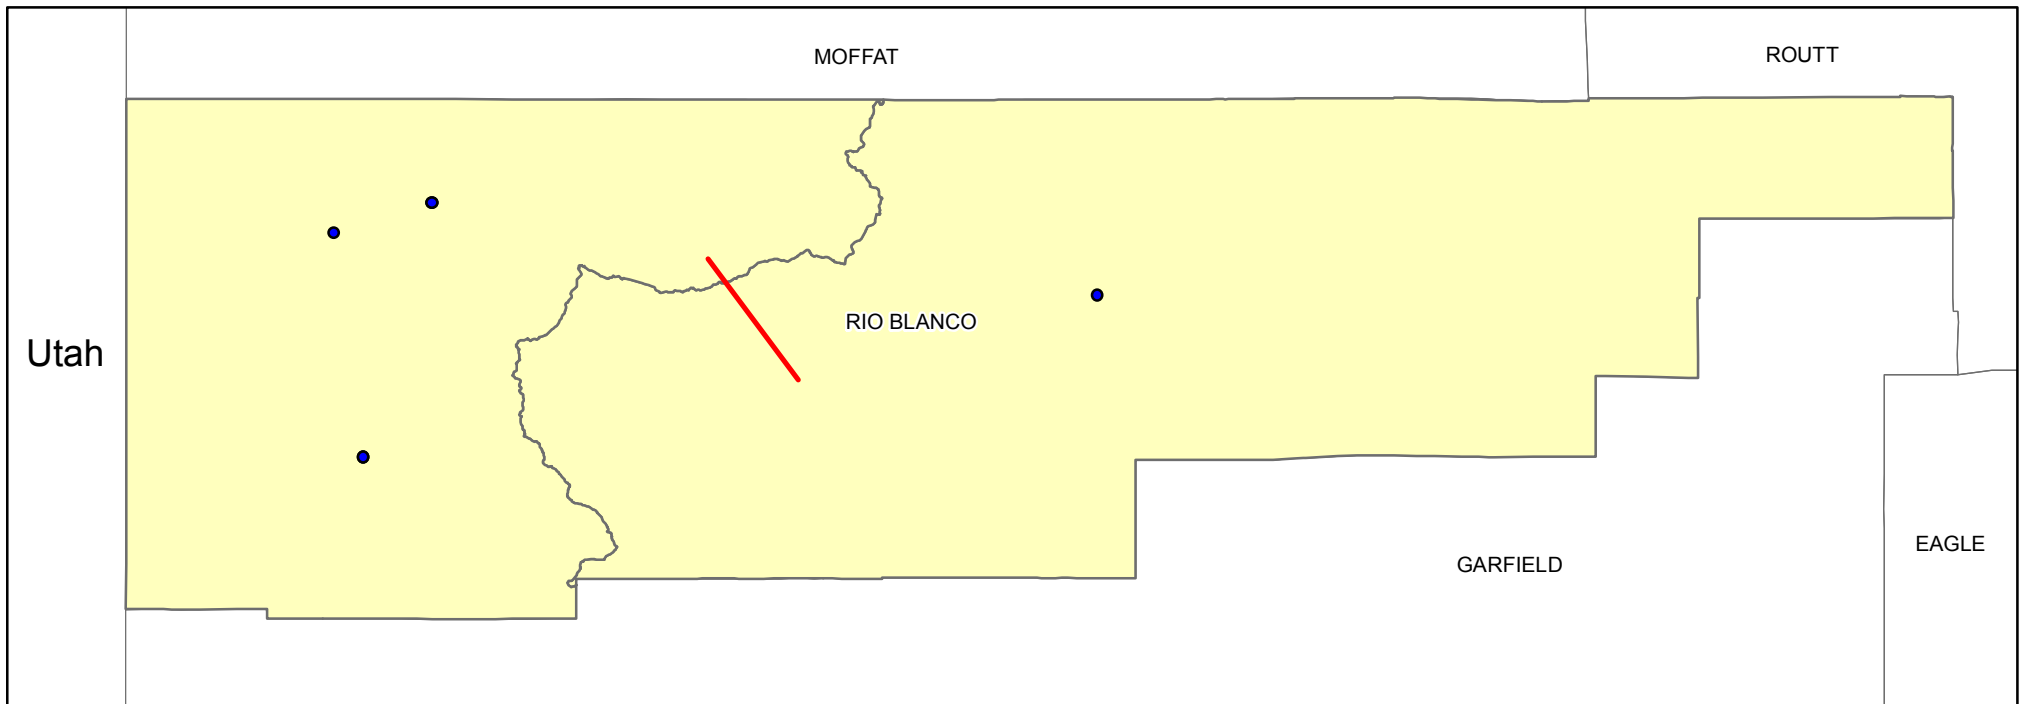 MOFFAT
ROUTT
RIO BLANCO
Utah
EAGLE
GARFIELD